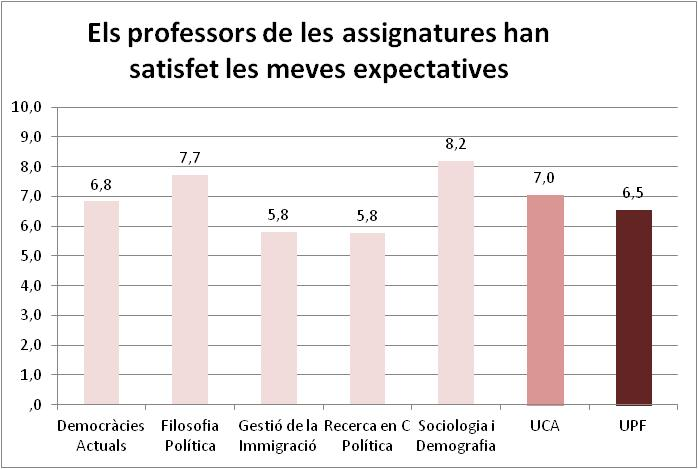 Els professors de les assignatures han
satisfet les meves expectatives
10,0
9,0
8,0
7,0
6,0
5,0
4,0
3,0
2,0
1,0
,0
6,8
7,7
5,8
5,8
8,2
7,0
6,5
Democràcies
Actuals
Filosofia
Política
Gestió de la
Immigració
Recerca en C
Política
Sociologia i
Demografia
UCA
UPF